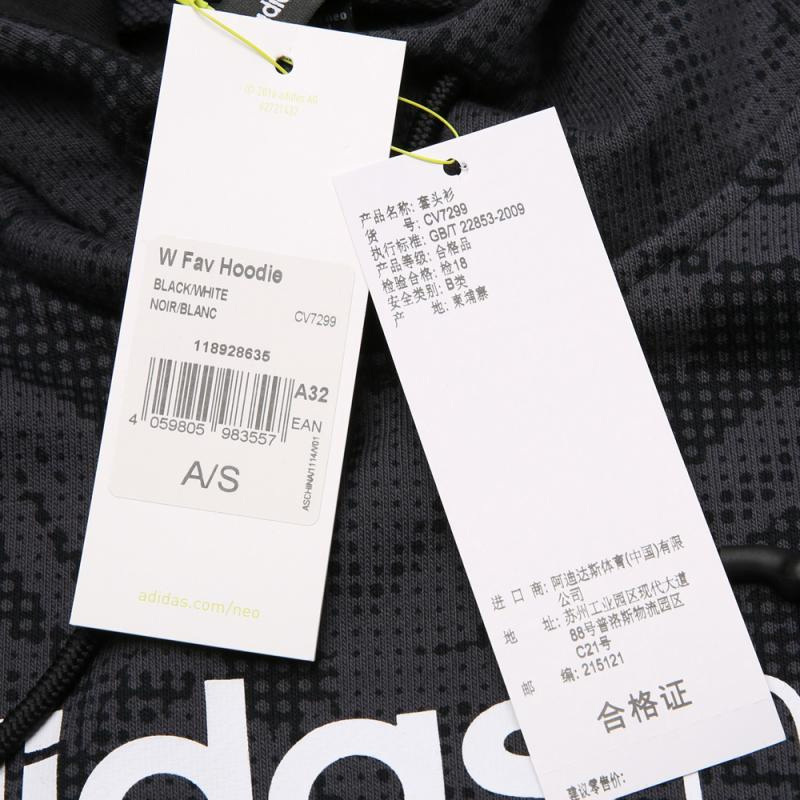 neo
© 2016 adidas AG
62721432
W Fav Hoodie
BLACK/WHITE
NOIR/BLANC
CV7299
118928635
A32
4 059805 983557
EAN
ASCHINA/1114/V01
A/S
adidas.com/neo
产品名称: 套头衫
货 号: CV7299
执行标准: GB/T 22853-2009
产品等级: 合格品
检验合格: 检18
安全类别: B类
产 地: 柬埔寨
进 口 商: 阿迪达斯体育(中国)有限
公司
地 址: 苏州工业园区现代大道
88号普洛斯物流园区
C21号
邮 编: 215121
合格证
建议零售价:
adidas